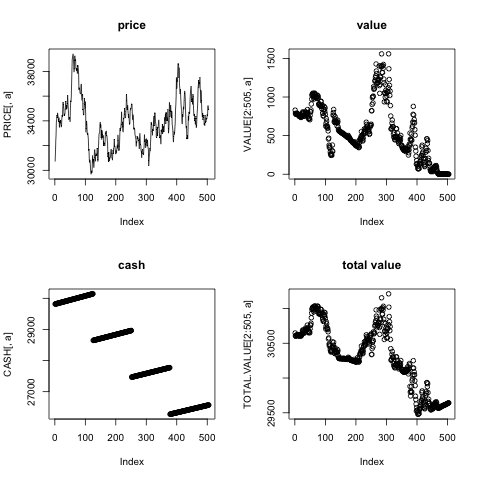 price
PRICE[, a]
30000 34000 38000
0 100 200 300 400 500
Index
value
VALUE[2:505, a]
0 500 1000 1500
0 100 200 300 400 500
Index
cash
CASH[, a]
27000 29000
0 100 200 300 400 500
Index
total value
TOTAL.VALUE[2:505, a]
29500 30500
0 100 200 300 400 500
Index